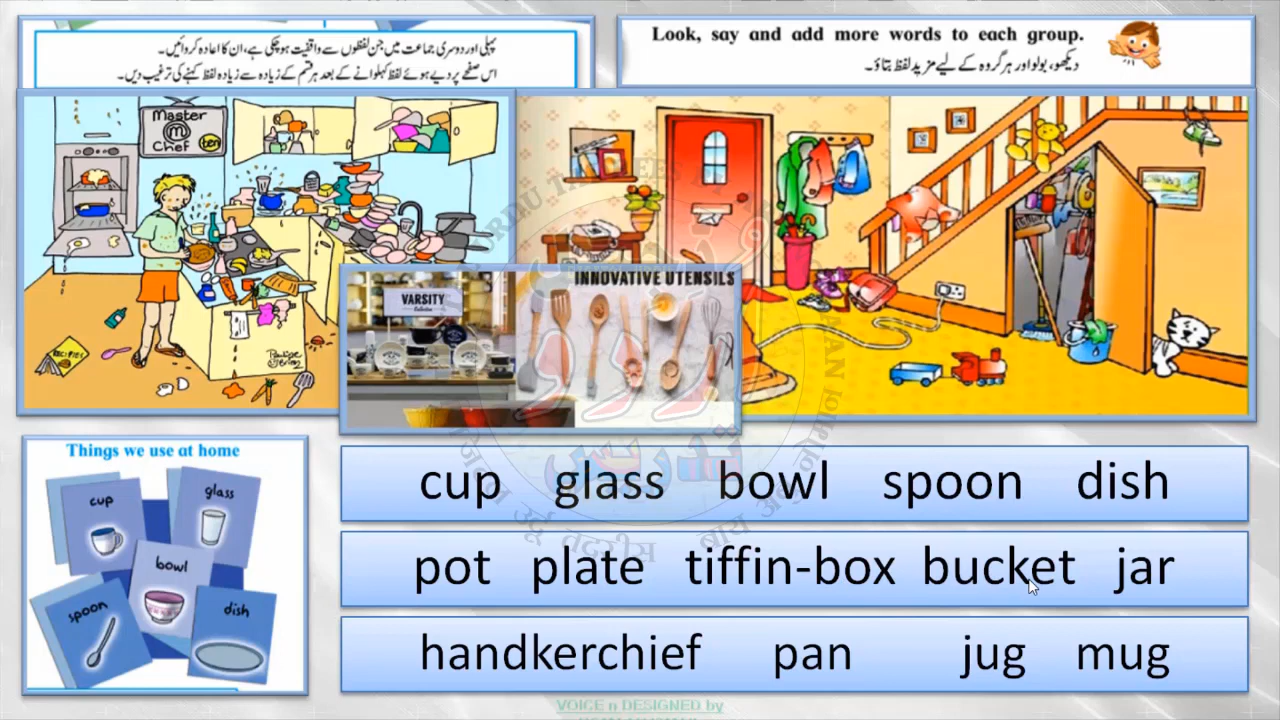 پہلی اور دوسری جماعت میں جن لفظوں سے واقفیت ہو چکی ہے، ان کا اعادہ کروائیں۔
اس صفحے پر دیے ہوئے لفظ کہلوانے کے بعد ہر قسم کے زیادہ سے زیادہ لفظ کہنے کی ترغیب دیں۔
Look, say and add more words to each group.
دیکھو، بولو اور ہر گروہ کے لیے مزید لفظ بتاؤ۔
Master
m
Chef
ben
RECIPIES
VARSITY
INNOVATIVE UTENSILS
Things we use at home
cup
glass
bowl
spoon
dish
cup glass bowl spoon dish
pot plate tiffin-box bucket jar
handkerchief pan jug mug
VOICE n DESIGNED by